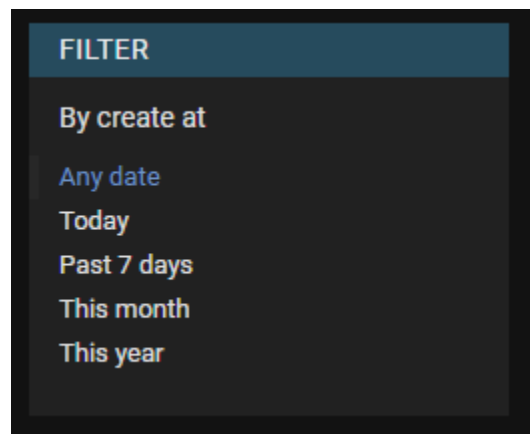 FILTER
By create at
Any date
Today
Past 7 days
This month
This year